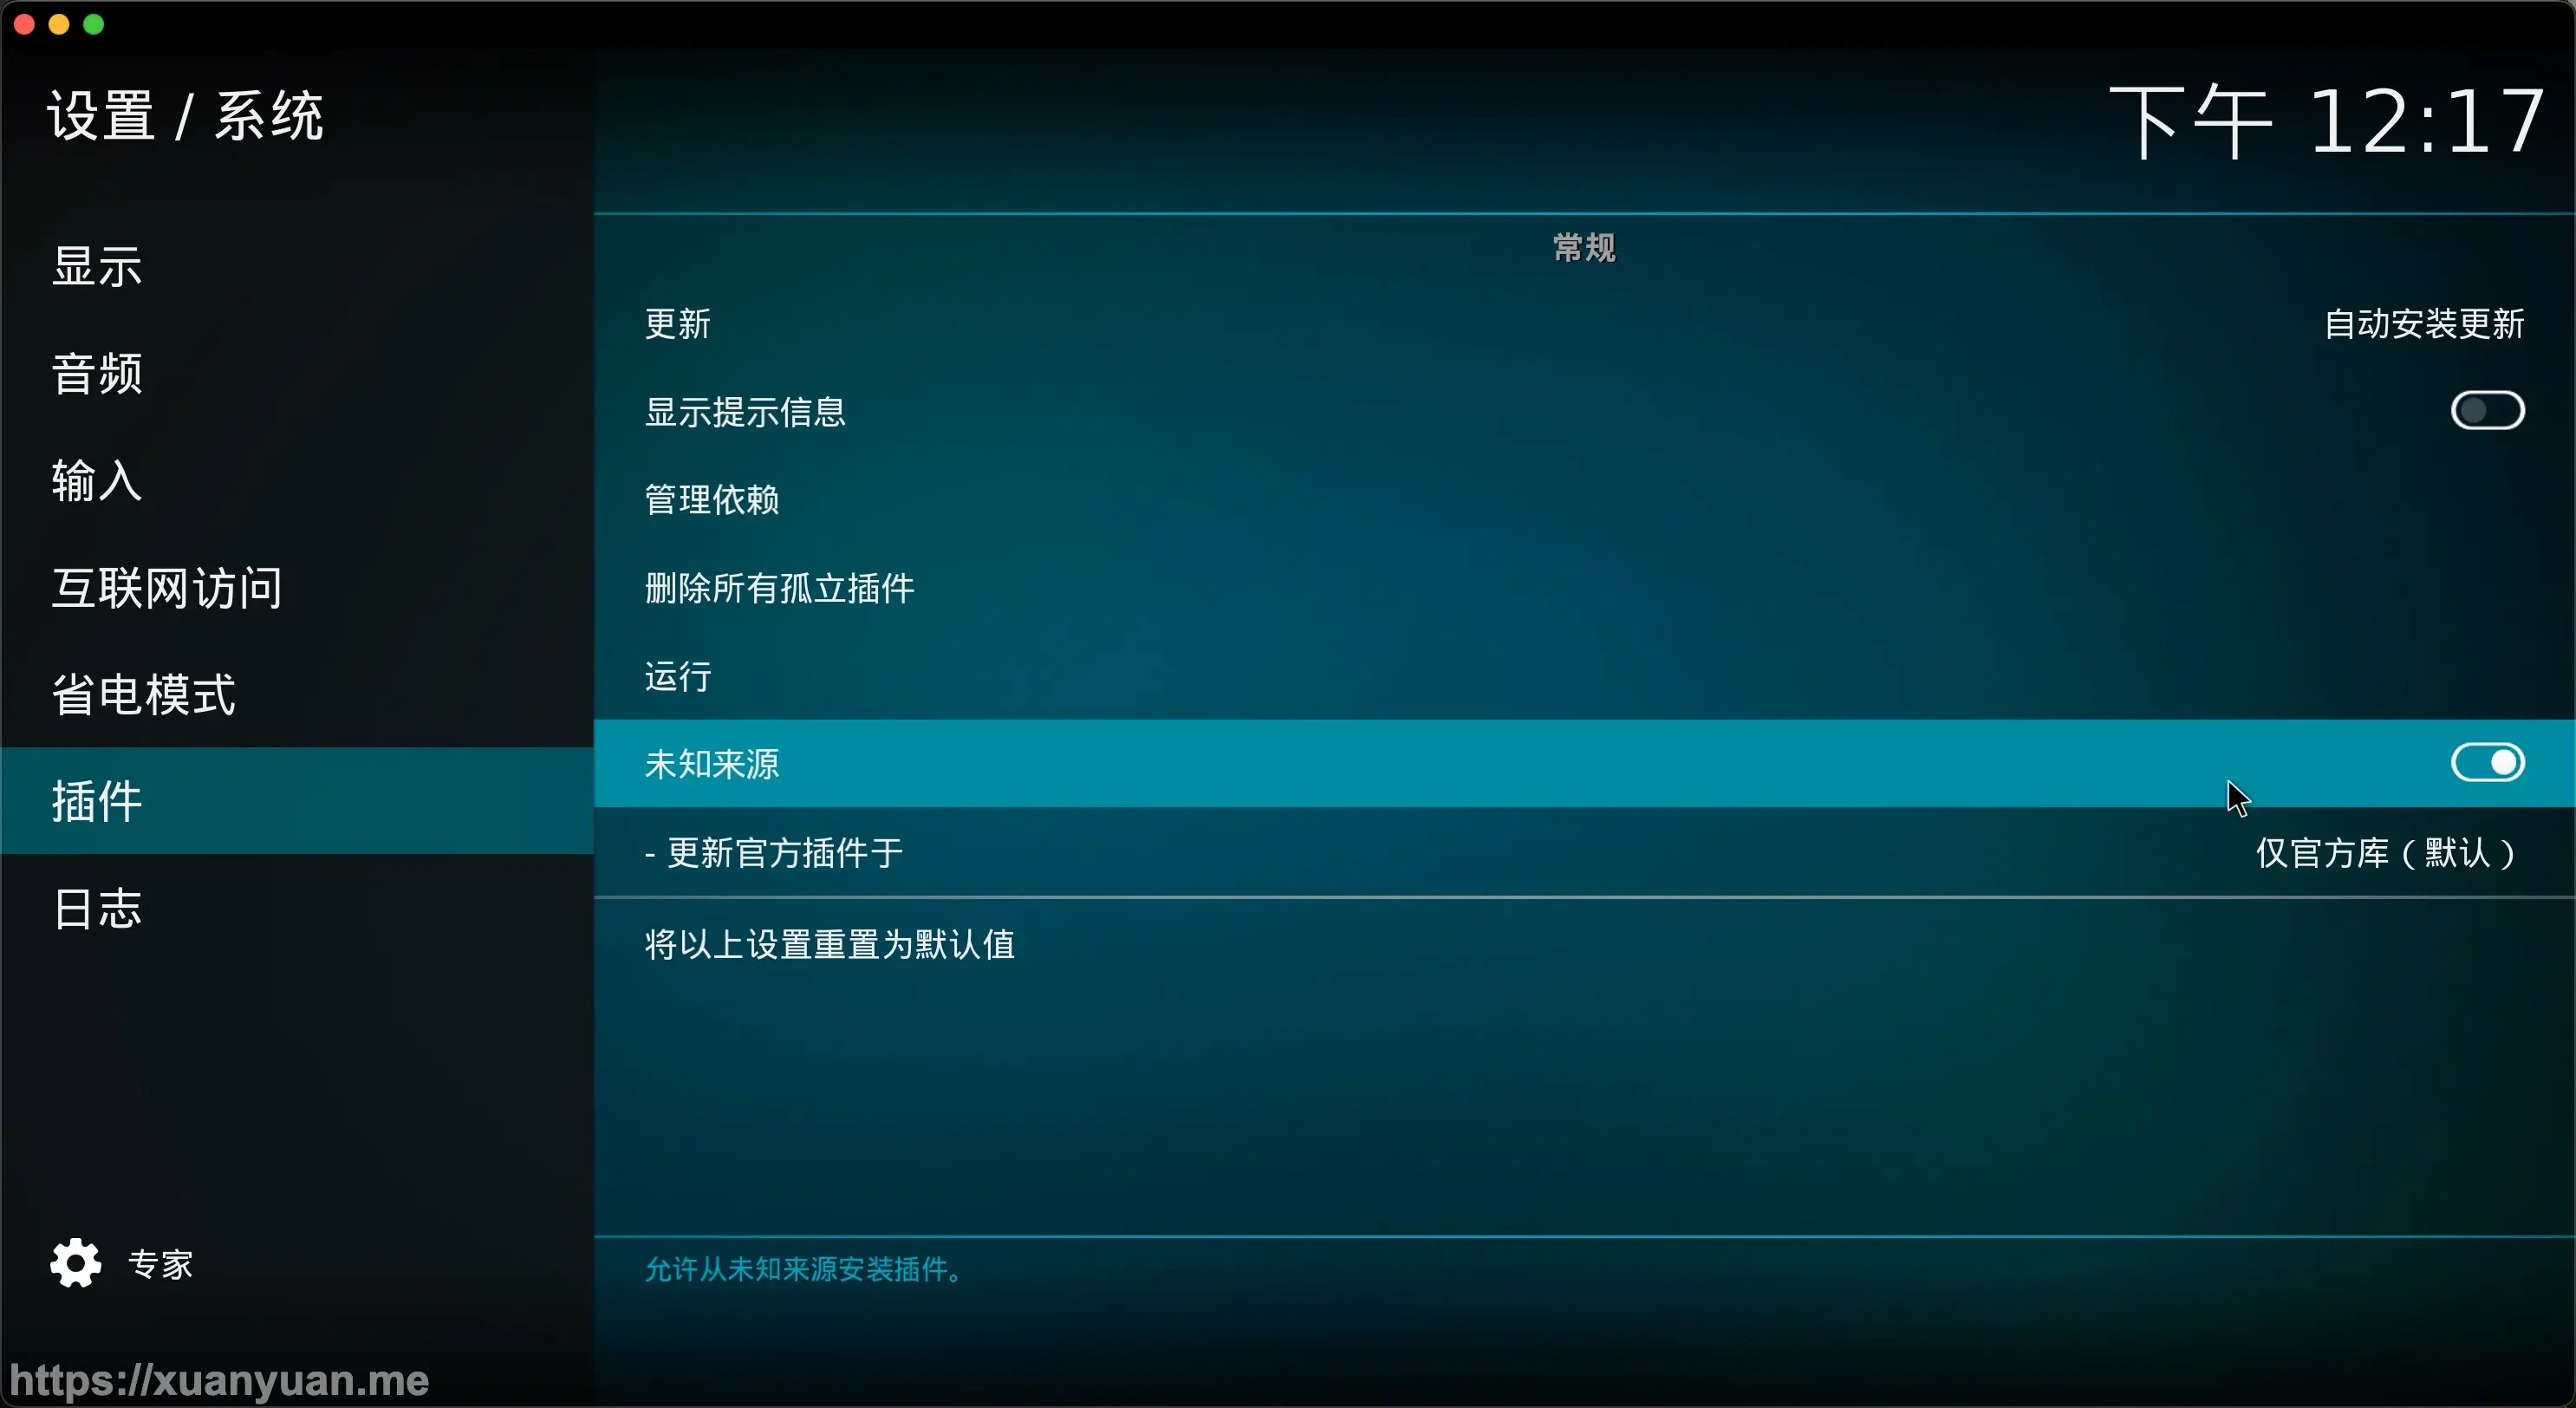 设置 / 系统
下午 12:17
显示
音频
输入
互联网访问
省电模式
插件
日志
专家
常规
更新
自动安装更新
显示提示信息
管理依赖
删除所有孤立插件
运行
未知来源
- 更新官方插件于
仅官方库（默认）
将以上设置重置为默认值
允许从未知来源安装插件。
https://xuanyuan.me